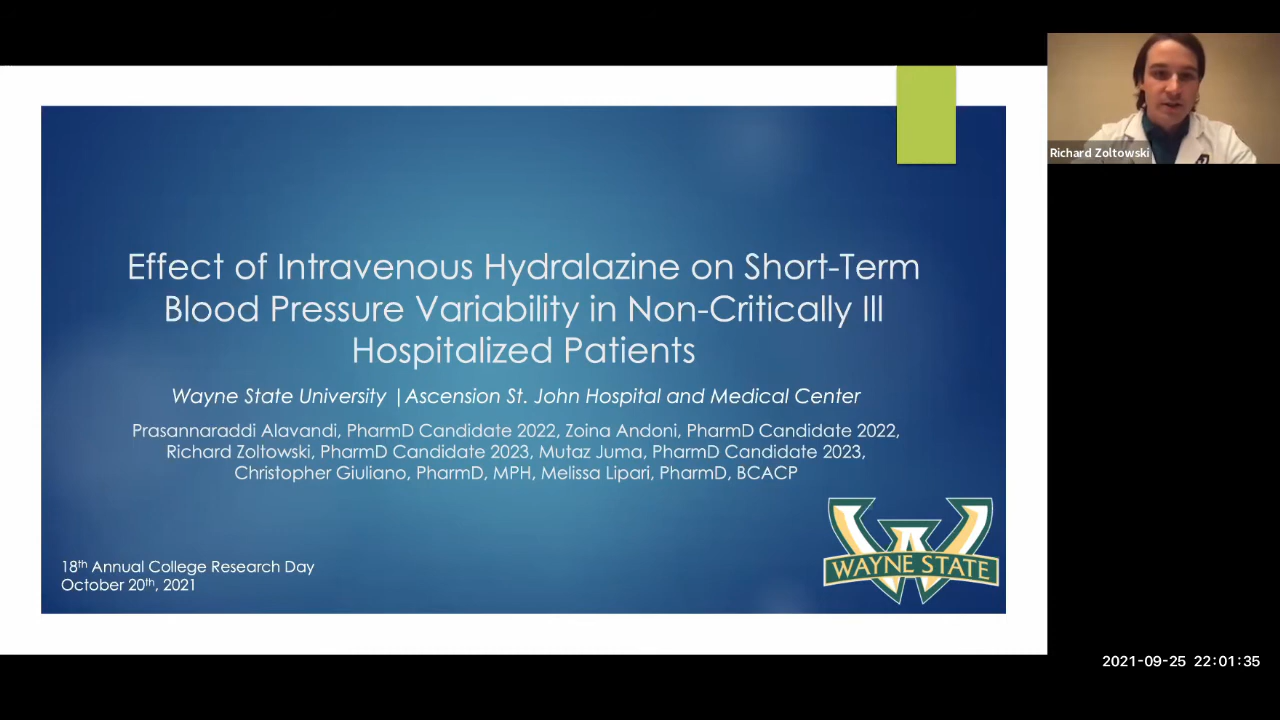 Effect of Intravenous Hydralazine on Short-Term
Blood Pressure Variability in Non-Critically Ill
Hospitalized Patients
Wayne State University |Ascension St. John Hospital and Medical Center
Prasannaraddi Alavandi, PharmD Candidate 2022, Zoina Andoni, PharmD Candidate 2022,
Richard Zoltowski, PharmD Candidate 2023, Mutaz Juma, PharmD Candidate 2023,
Christopher Giuliano, PharmD, MPH, Melissa Lipari, PharmD, BCACP
18th Annual College Research Day
October 20th, 2021
W
WAYNE STATE
Richard Zoltowski
2021-09-25 22:01:35